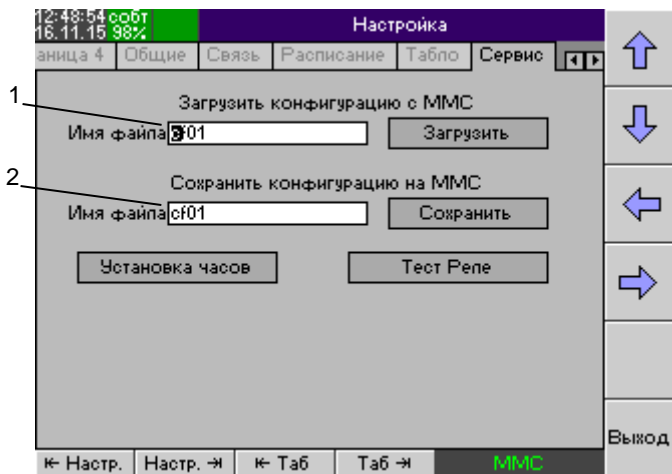 12:48:54 собт
16.11.15 98%
Настройка
аница 4 Общие Связь Расписание Табло Сервис
1
Загрузить конфигурацию с ММС
Имя файла cf01 Загрузить
2
Сохранить конфигурацию на ММС
Имя файла cf01 Сохранить
Установка часов Тест Реле
Выход
Настр. Настр. Таб Таб ММС